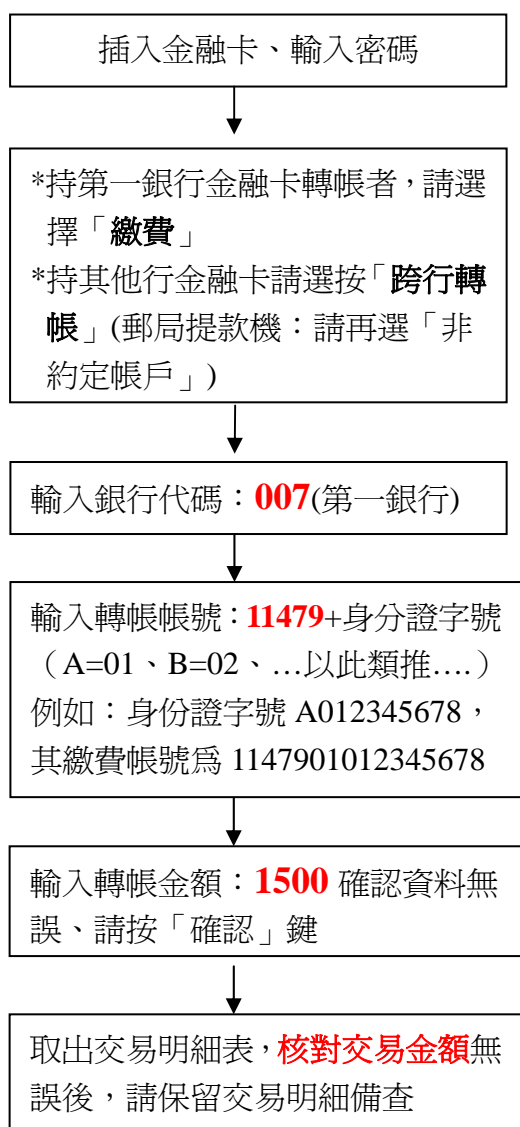 插入金融卡、輸入密碼
*持第一銀行金融卡轉帳者，請選
擇「繳費」
*持其他行金融卡請選按「跨行轉
帳」(郵局提款機：請再選「非
約定帳戶」)
輸入銀行代碼：007(第一銀行)
輸入轉帳帳號：11479+身分證字號
（A=01、B=02、…以此類推….）
例如：身份證字號 A012345678，
其繳費帳號為 1147901012345678
輸入轉帳金額：1500 確認資料無
誤、請按「確認」鍵
取出交易明細表，核對交易金額無
誤後，請保留交易明細備查